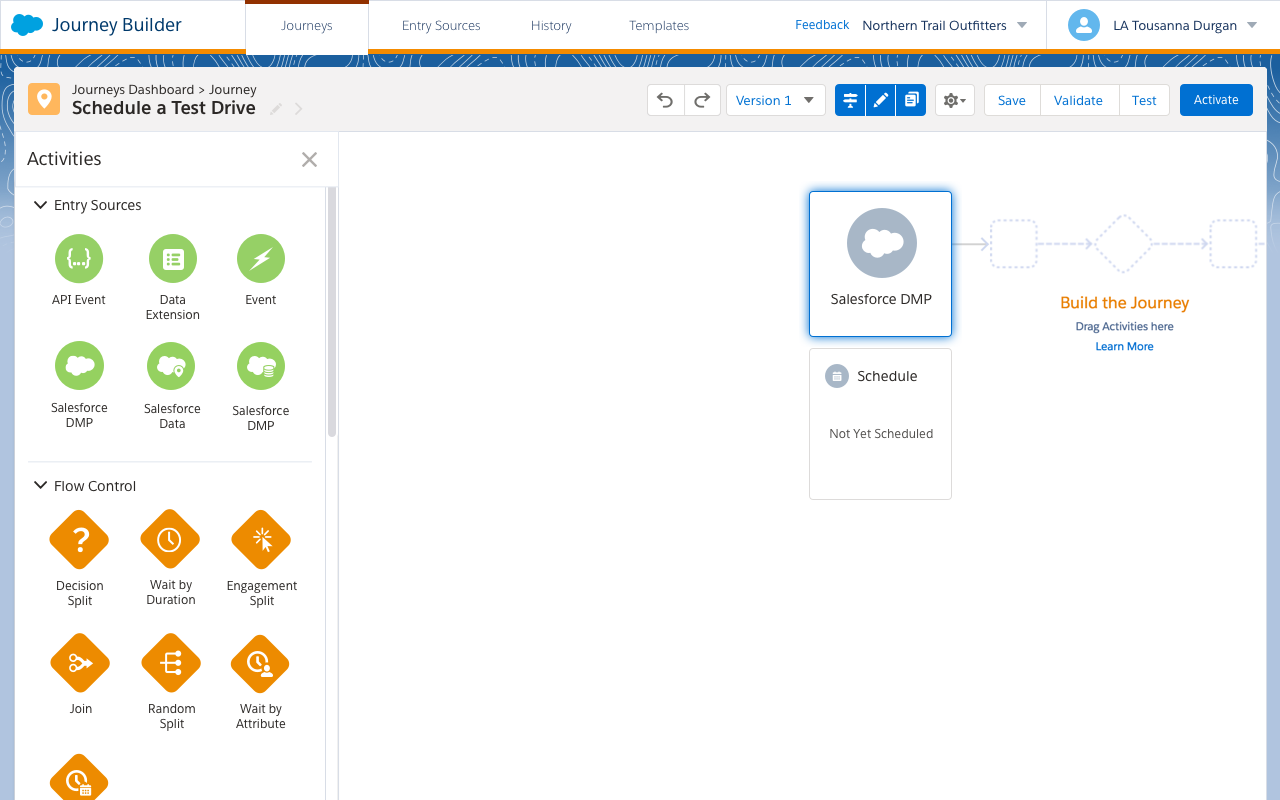 Journey Builder
Journeys
Entry Sources
History
Templates
Feedback
Northern Trail Outfitters
LA Tousanna Durgan
Journeys Dashboard > Journey
Schedule a Test Drive
Version 1
Save
Validate
Test
Activate
Activities
Entry Sources
{...}
API Event
Data
Extension
Event
Salesforce
DMP
Salesforce
Data
Salesforce
DMP
Flow Control
?
Decision
Split
Wait by
Duration
Engagement
Split
Join
Random
Split
Wait by
Attribute
Salesforce DMP
Schedule
Not Yet Scheduled
Build the Journey
Drag Activities here
Learn More